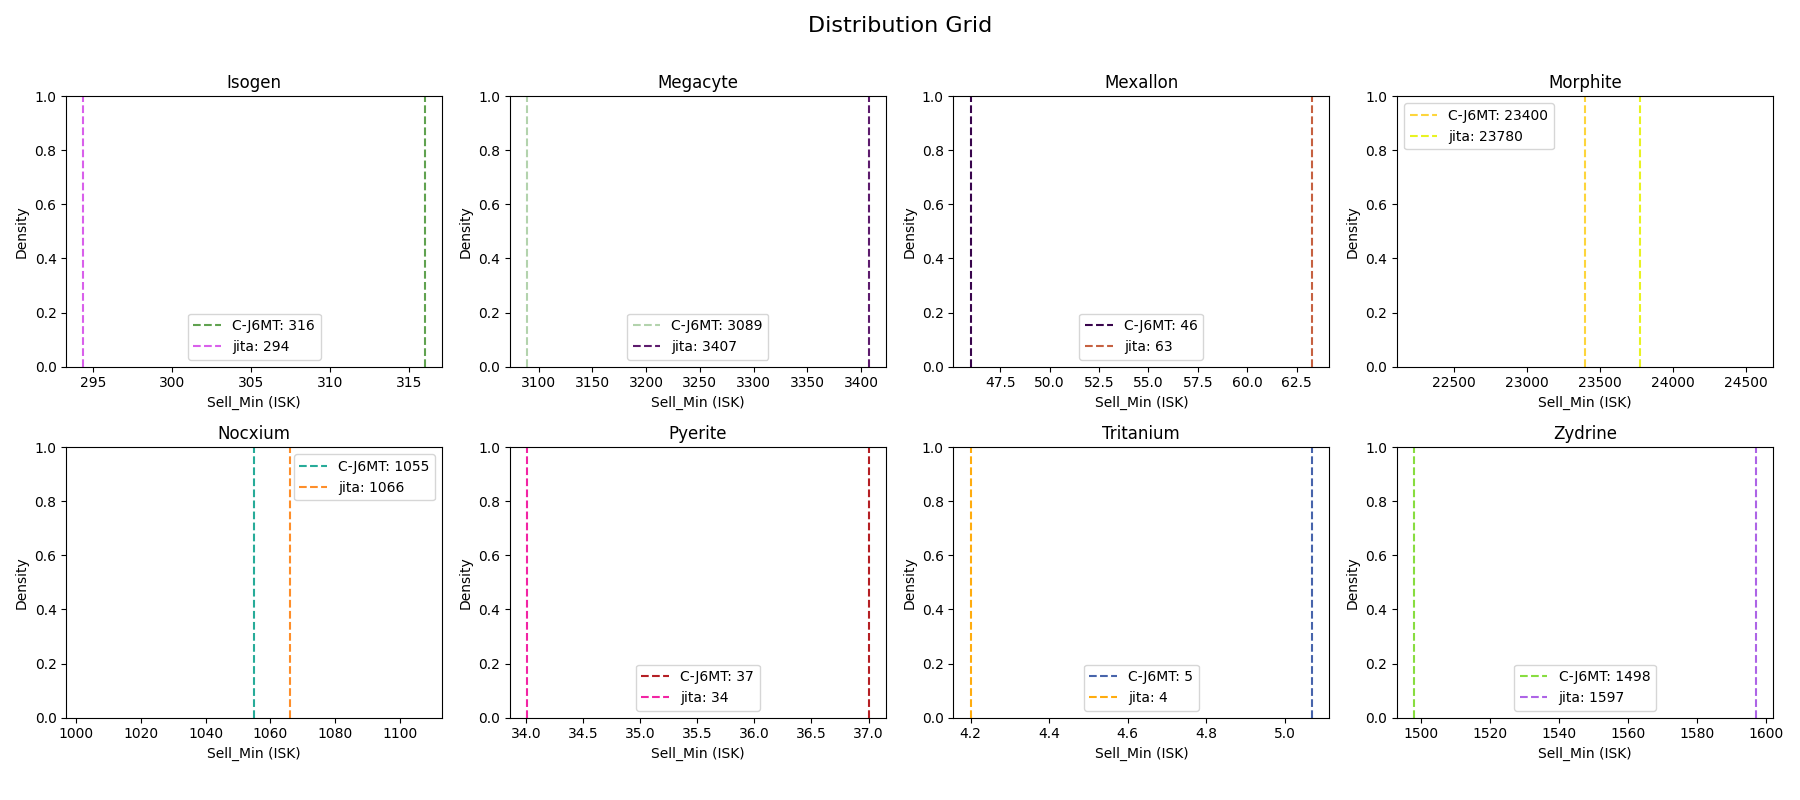 Distribution Grid
Isogen
1.0
0.8
0.6
0.4
0.2
0.0
Density
C-J6MT: 316
jita: 294
295 300 305 310 315
Sell_Min (ISK)
Megacyte
1.0
0.8
0.6
0.4
0.2
0.0
Density
C-J6MT: 3089
jita: 3407
3100 3150 3200 3250 3300 3350 3400
Sell_Min (ISK)
Mexallon
1.0
0.8
0.6
0.4
0.2
0.0
Density
C-J6MT: 46
jita: 63
47.5 50.0 52.5 55.0 57.5 60.0 62.5
Sell_Min (ISK)
Morphite
1.0
0.8
0.6
0.4
0.2
0.0
Density
C-J6MT: 23400
jita: 23780
22500 23000 23500 24000 24500
Sell_Min (ISK)
Nocxium
1.0
0.8
0.6
0.4
0.2
0.0
Density
C-J6MT: 1055
jita: 1066
1000 1020 1040 1060 1080 1100
Sell_Min (ISK)
Pyerite
1.0
0.8
0.6
0.4
0.2
0.0
Density
C-J6MT: 37
jita: 34
34.0 34.5 35.0 35.5 36.0 36.5 37.0
Sell_Min (ISK)
Tritanium
1.0
0.8
0.6
0.4
0.2
0.0
Density
C-J6MT: 5
jita: 4
4.2 4.4 4.6 4.8 5.0
Sell_Min (ISK)
Zydrine
1.0
0.8
0.6
0.4
0.2
0.0
Density
C-J6MT: 1498
jita: 1597
1500 1520 1540 1560 1580 1600
Sell_Min (ISK)